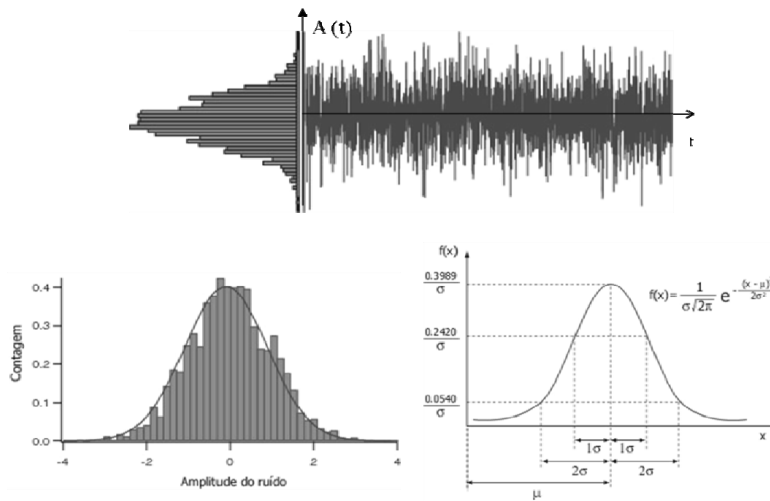 A (t)
t
0.4
0.3
0.2
0.1
0.0
Contagem
-4
-2
0
2
4
Amplitude do ruído
f(x)
0.3989
σ
0.2420
σ
0.0540
σ
f(x) = 1
σ√2π
e
- (x - μ)
2σ²
x
1σ 1σ
2σ 2σ
μ